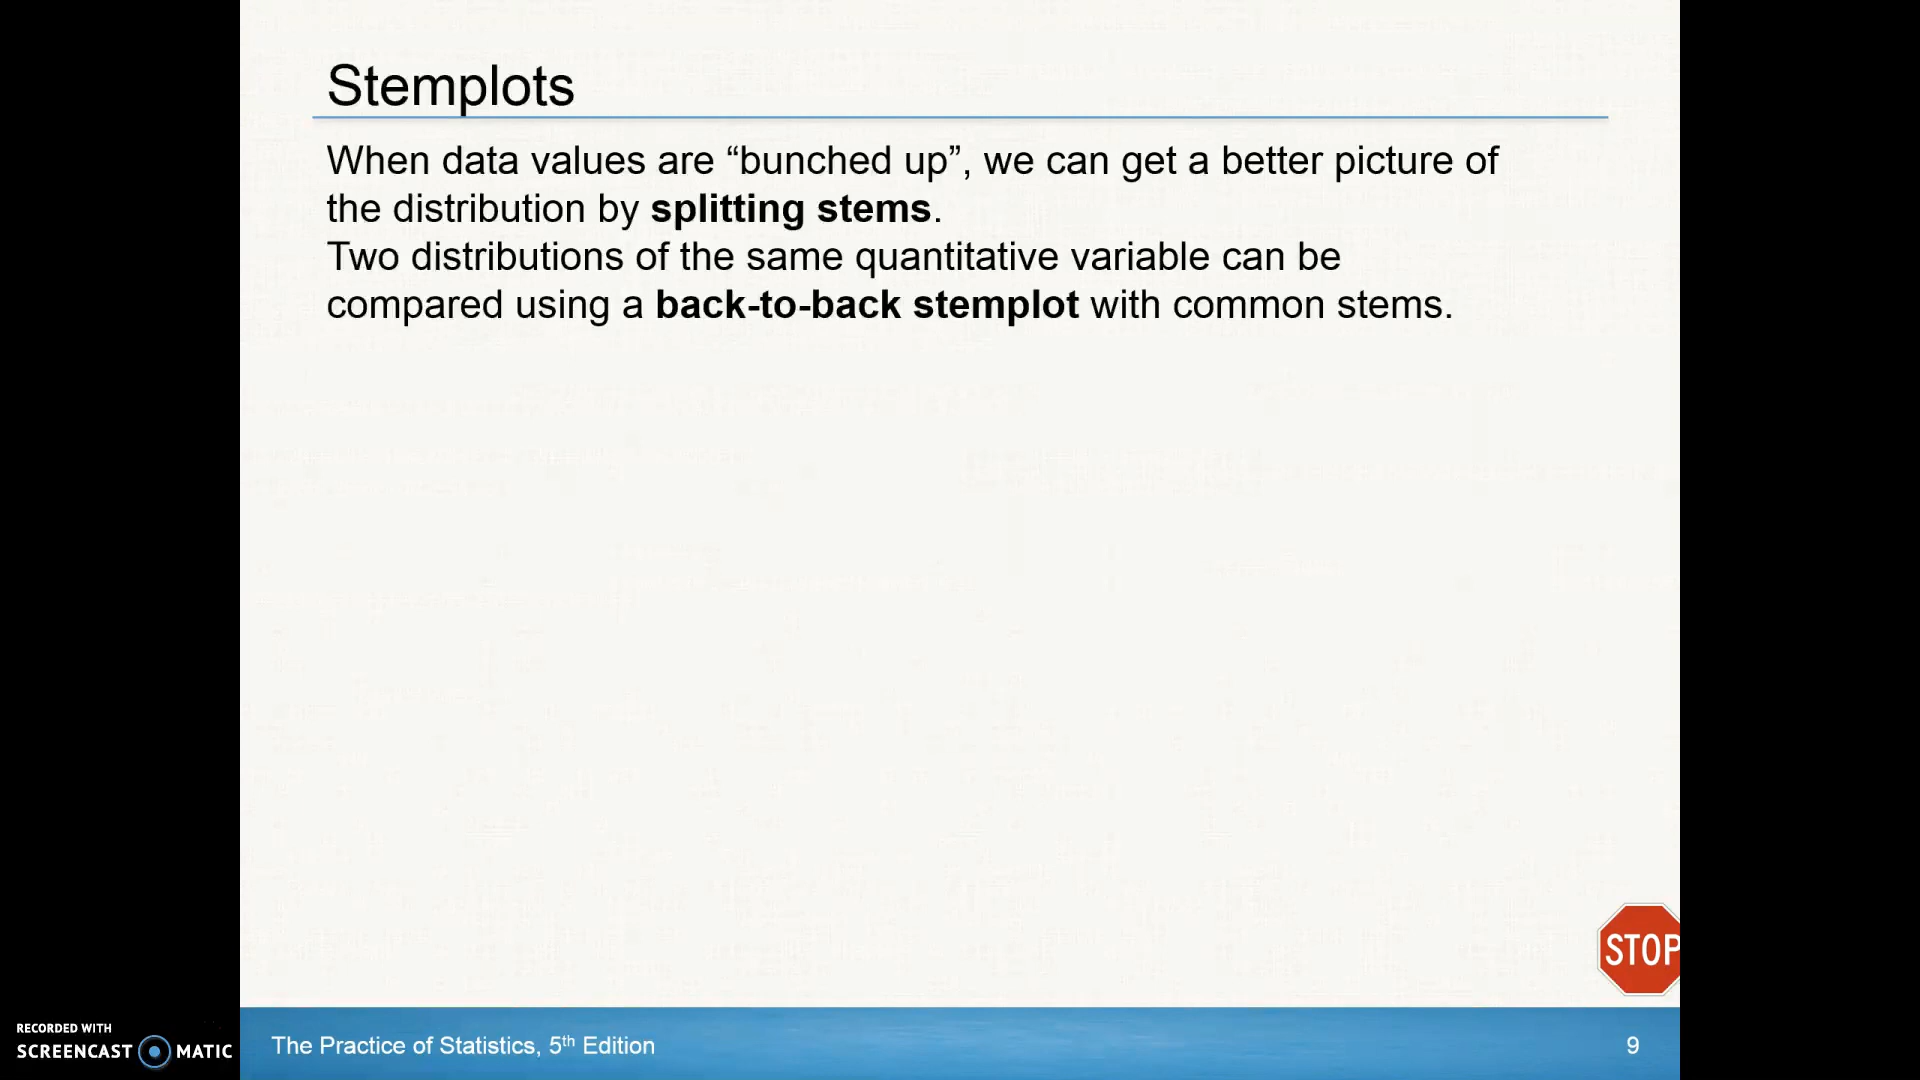 Stemplots
When data values are “bunched up”, we can get a better picture of
the distribution by splitting stems.
Two distributions of the same quantitative variable can be
compared using a back-to-back stemplot with common stems.
STOP
RECORDED WITH
SCREENCAST MATIC
The Practice of Statistics, 5th Edition
9